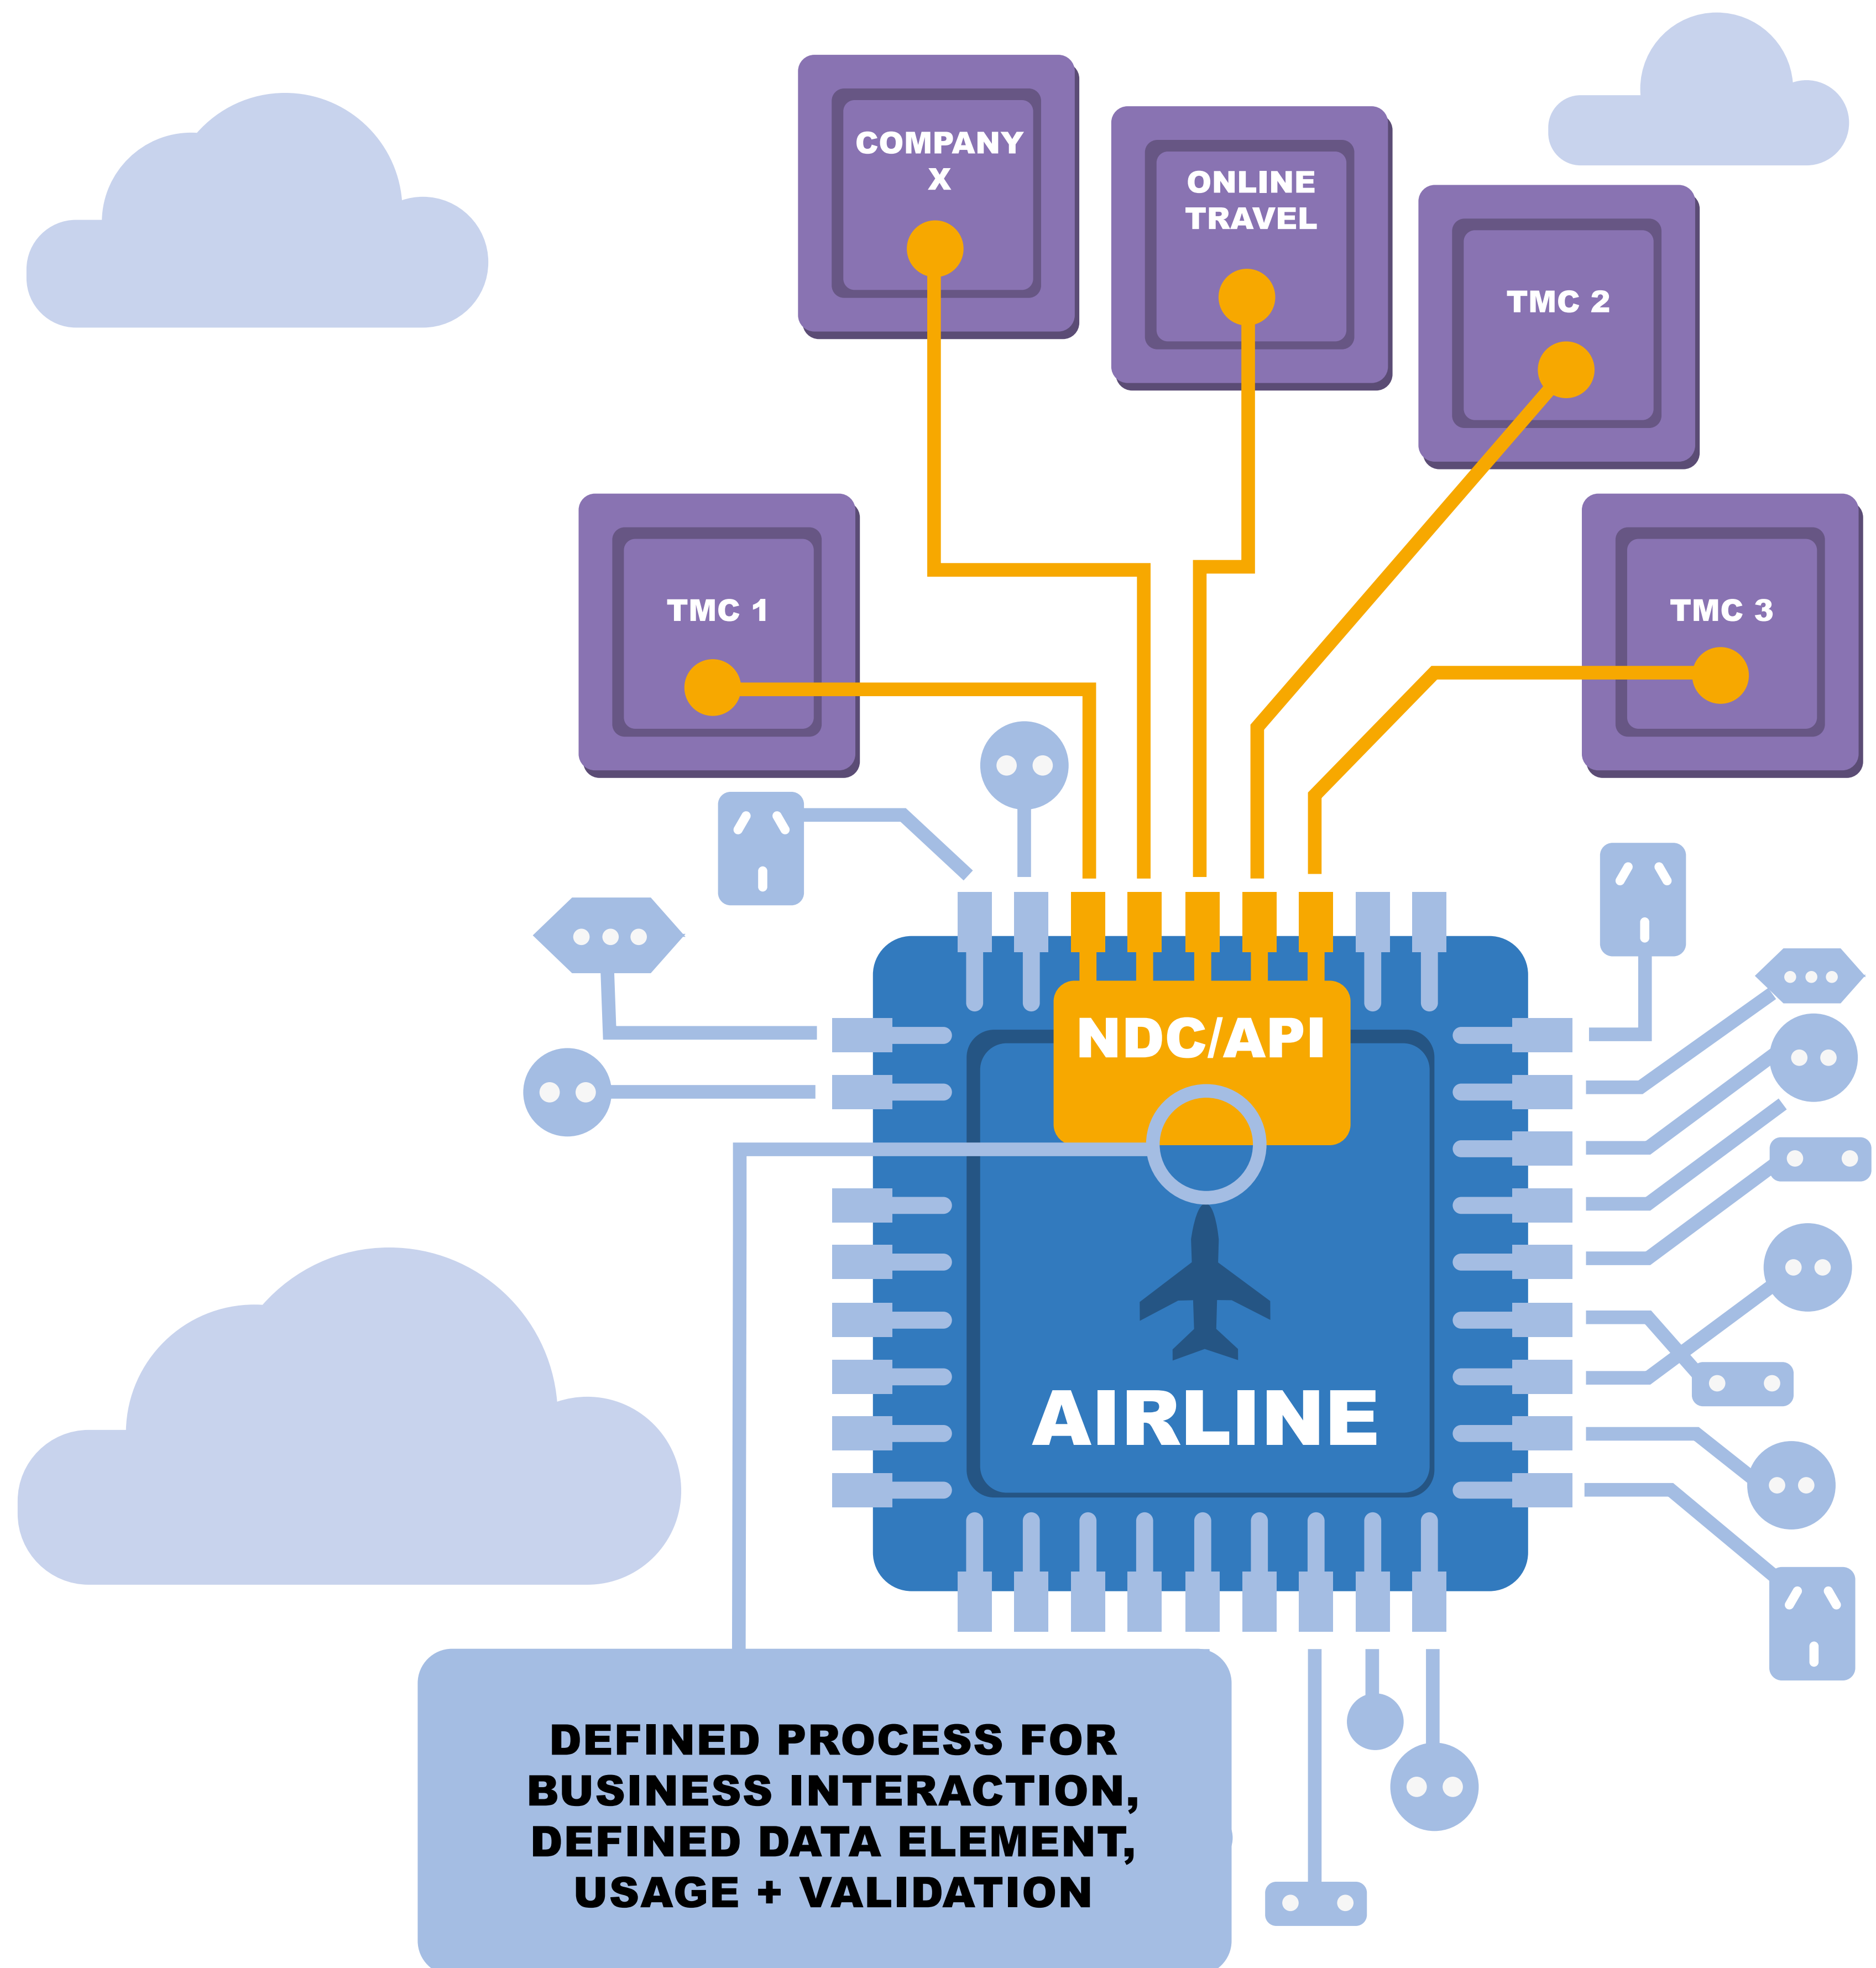 COMPANY
X
ONLINE
TRAVEL
TMC 2
TMC 1
TMC 3
NDC/API
AIRLINE
DEFINED PROCESS FOR
BUSINESS INTERACTION,
DEFINED DATA ELEMENT,
USAGE + VALIDATION